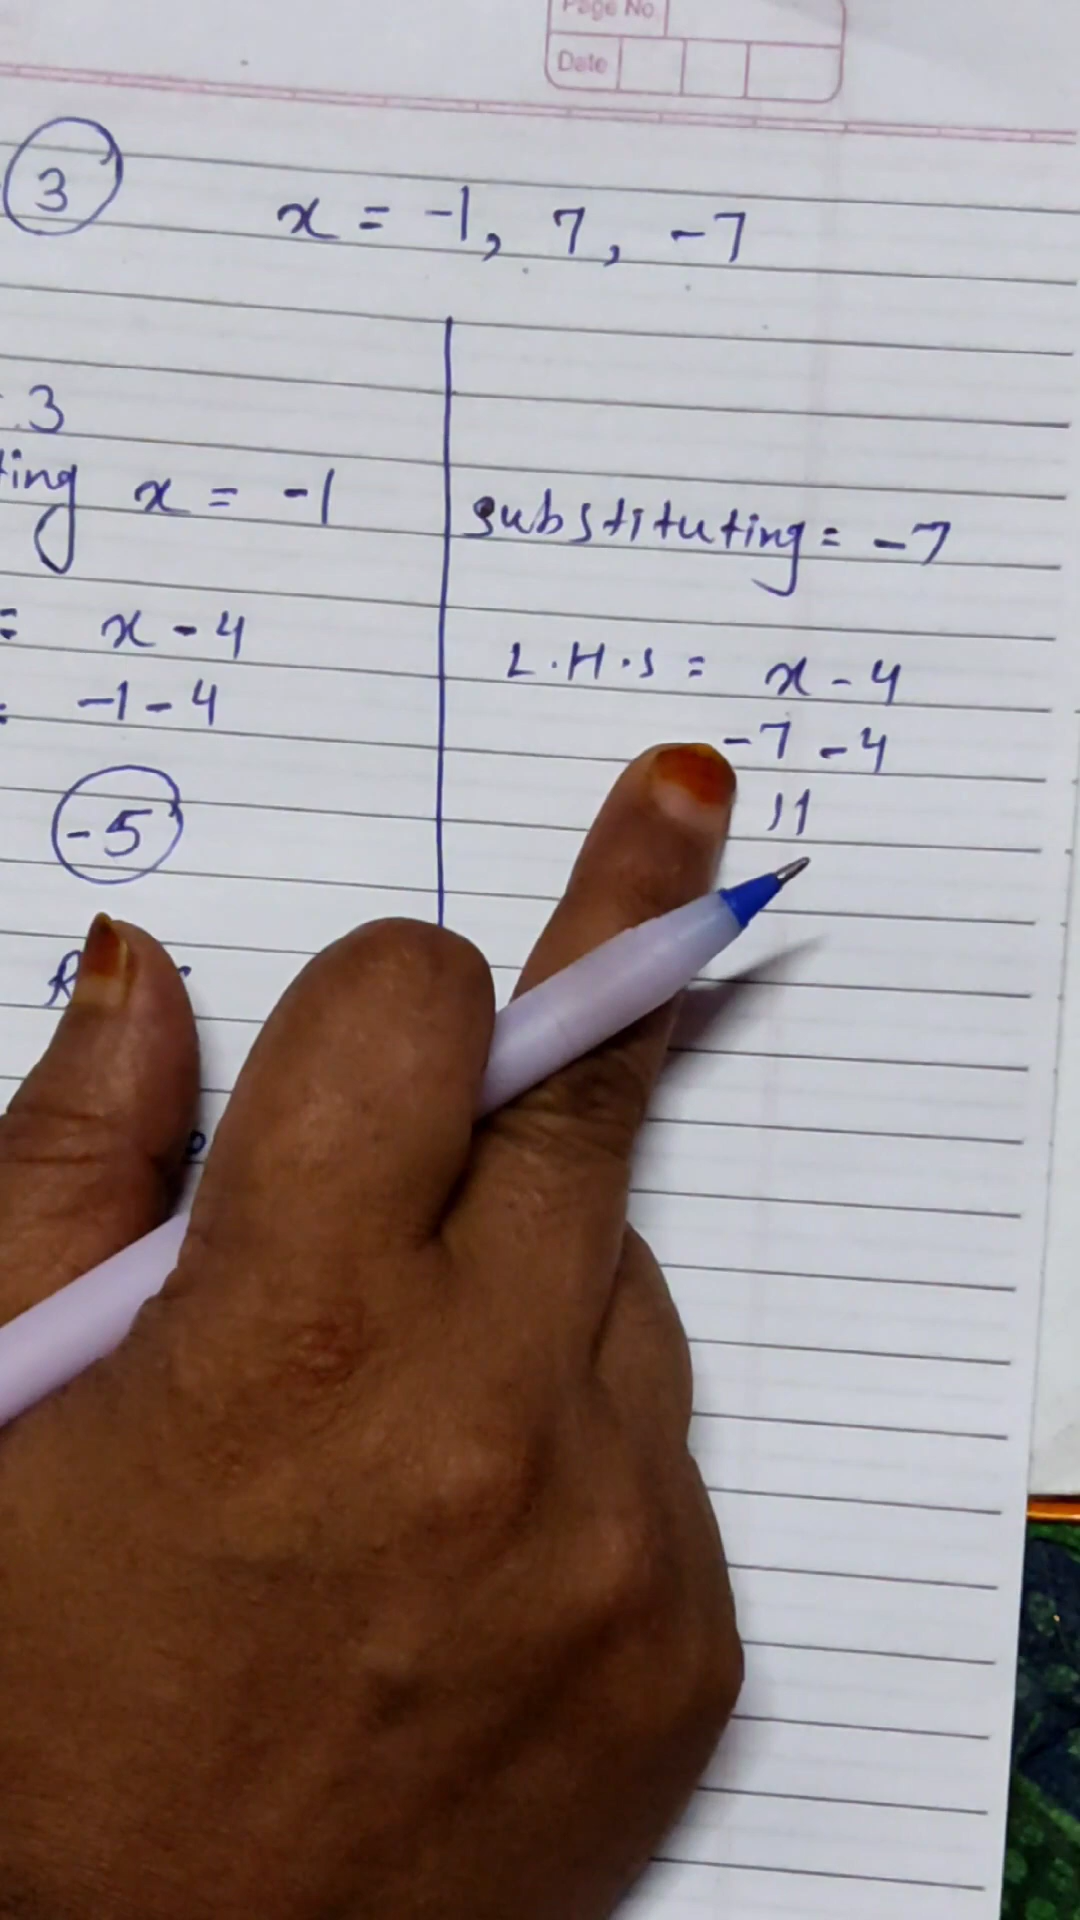 Page No.
Date
3
x = -1, 7, -7
.3
ting x = -1
= x - 4
= -1 - 4
-5
substituting = -7
L.H.S = x - 4
-7 - 4
11